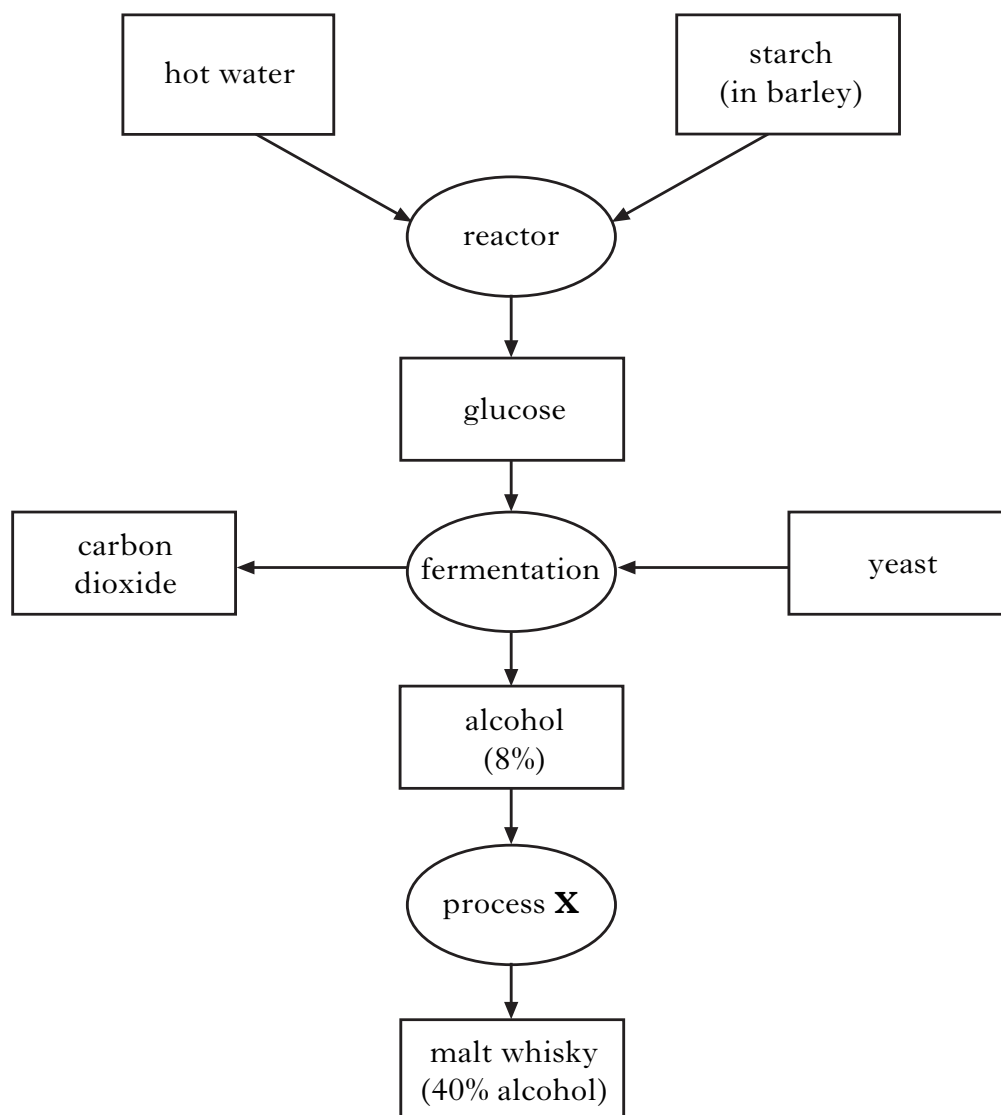 hot water
starch
(in barley)
reactor
glucose
carbon
dioxide
fermentation
yeast
alcohol
(8%)
process X
malt whisky
(40% alcohol)